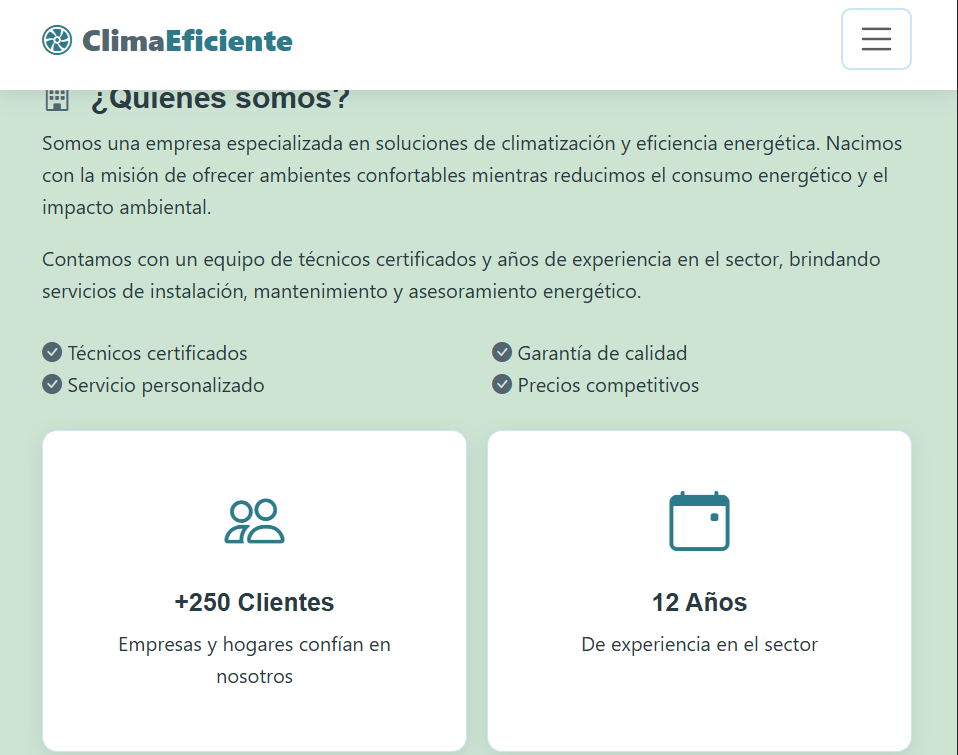 ClimaEficiente
¿Quiénes somos?
Somos una empresa especializada en soluciones de climatización y eficiencia energética. Nacimos
con la misión de ofrecer ambientes confortables mientras reducimos el consumo energético y el
impacto ambiental.
Contamos con un equipo de técnicos certificados y años de experiencia en el sector, brindando
servicios de instalación, mantenimiento y asesoramiento energético.
Técnicos certificados
Garantía de calidad
Servicio personalizado
Precios competitivos
+250 Clientes
Empresas y hogares confían en
nosotros
12 Años
De experiencia en el sector